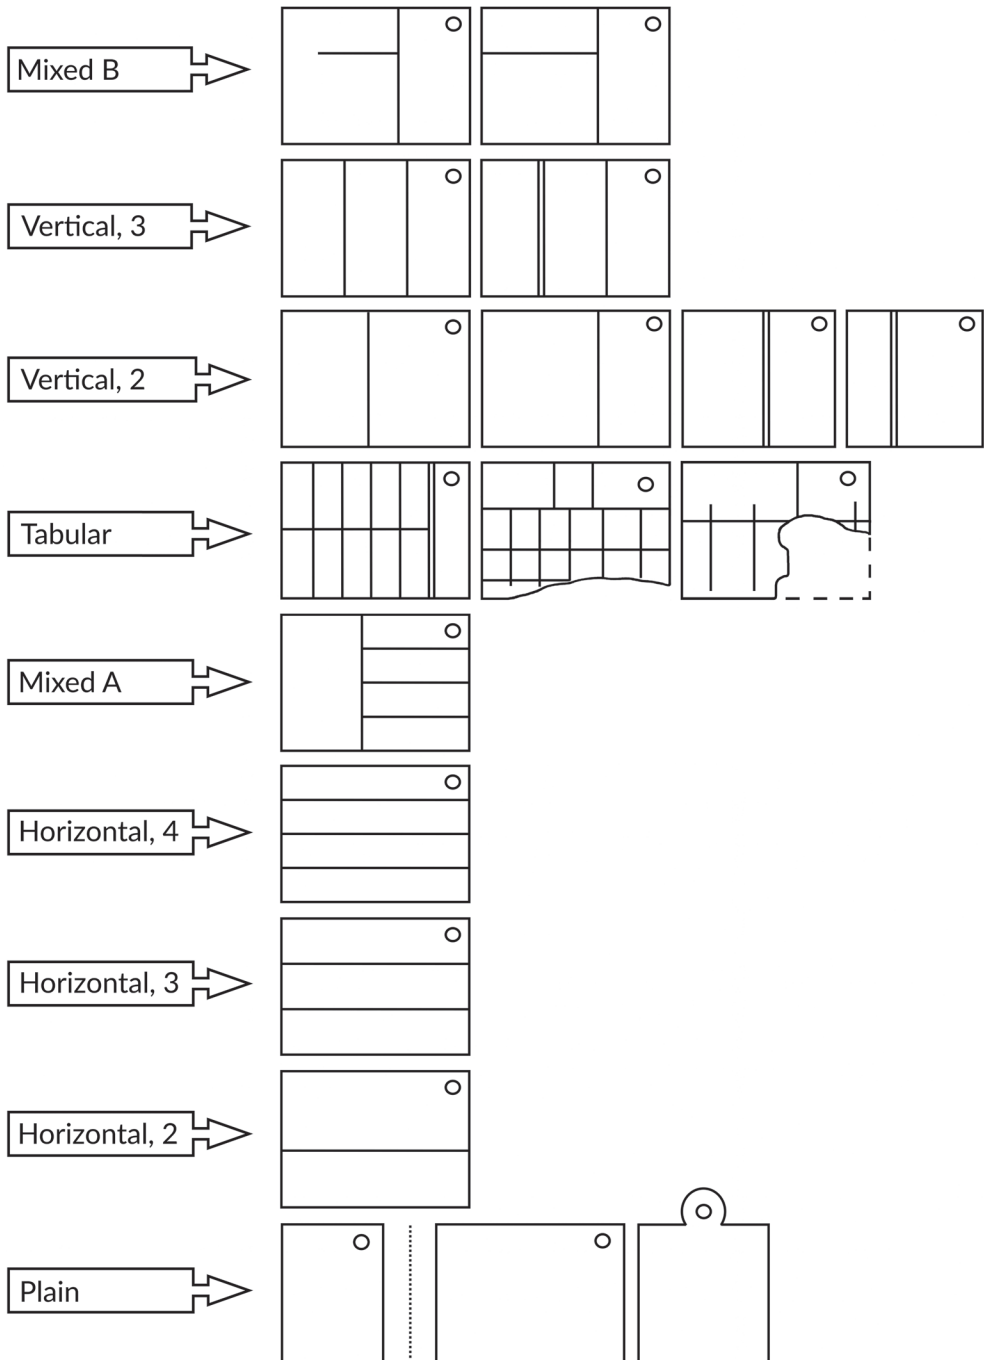 Mixed B
Vertical, 3
Vertical, 2
Tabular
Mixed A
Horizontal, 4
Horizontal, 3
Horizontal, 2
Plain